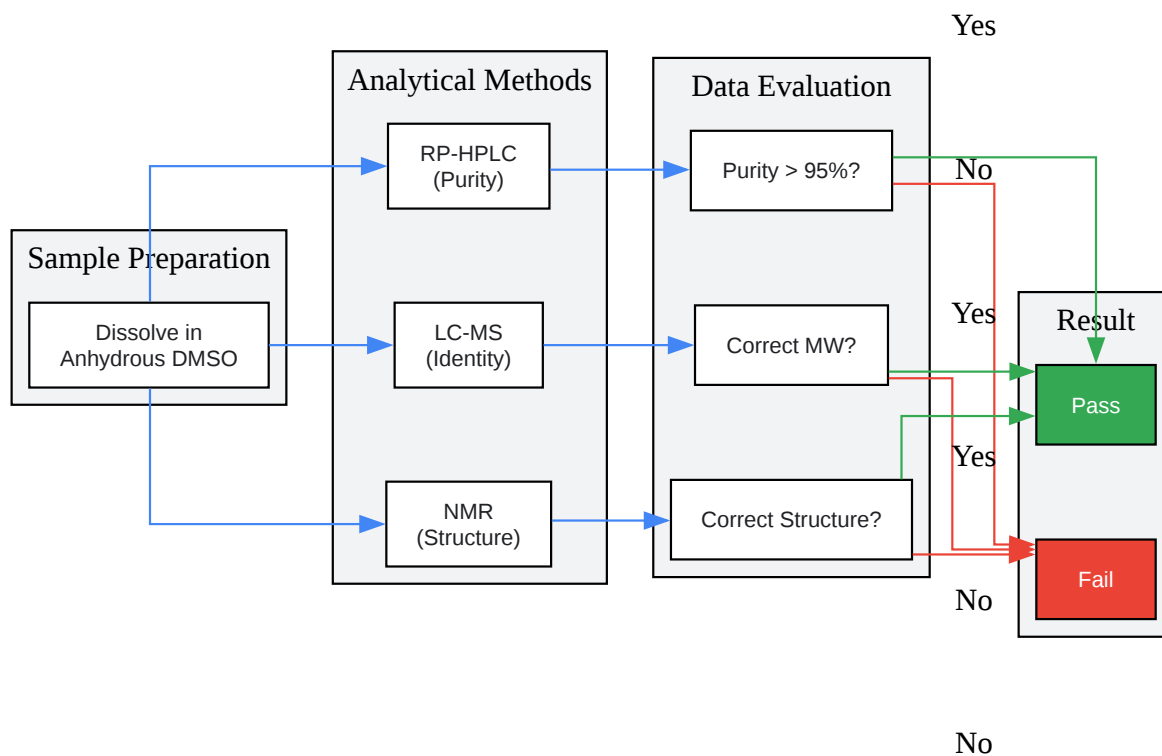 Yes
Analytical Methods
Data Evaluation
RP-HPLC
(Purity)
Purity > 95%?
No
Sample Preparation
Dissolve in
Anhydrous DMSO
LC-MS
(Identity)
Correct MW?
Yes
Result
Pass
Yes
NMR
(Structure)
Correct Structure?
Fail
No
No